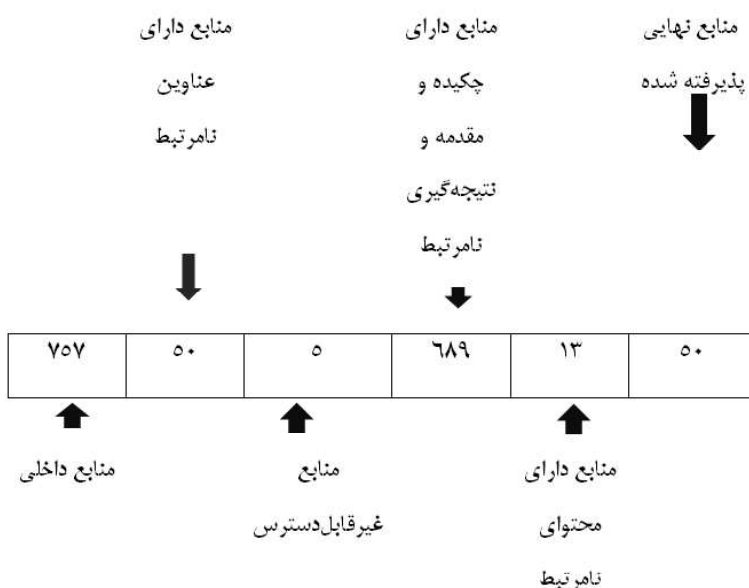 منابع نهایی
پذیرفته شده
منابع دارای
چکیده و
مقدمه و
نتیجه‌گیری
نامرتبط
منابع دارای
عناوین
نامرتبط
۷۵۷ ۵۰ ۵ ٦۸۹ ۱۳ ۵۰
منابع داخلی
منابع
غیرقابل‌دسترس
منابع دارای
محتوای
نامرتبط